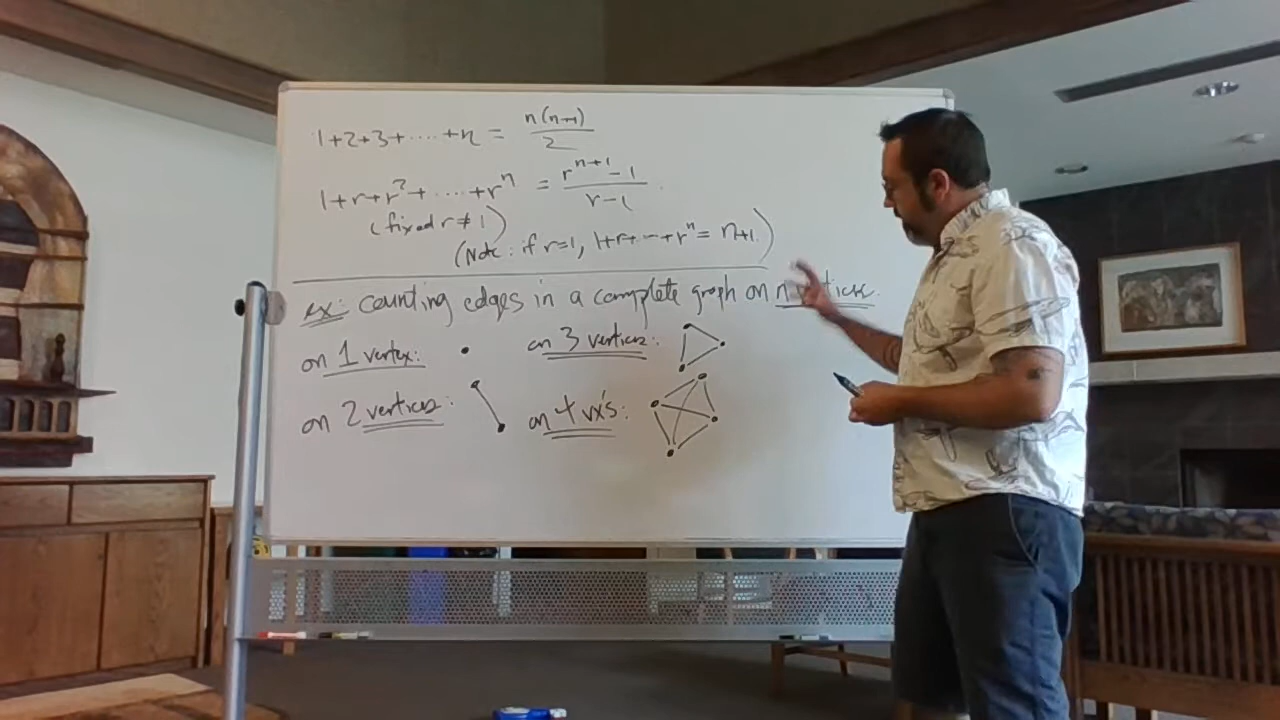 1+2+3+....+n = n(n+1)/2
1+r+r²+....+rⁿ = (rⁿ⁺¹-1)/(r-1).
(fixed r≠1)
(Note: if r=1, 1+r+...+rⁿ = n+1.)
ex: counting edges in a complete graph on n vertices.
on 1 vertex:
on 3 vertices:
on 2 vertices:
on 4 vx's: